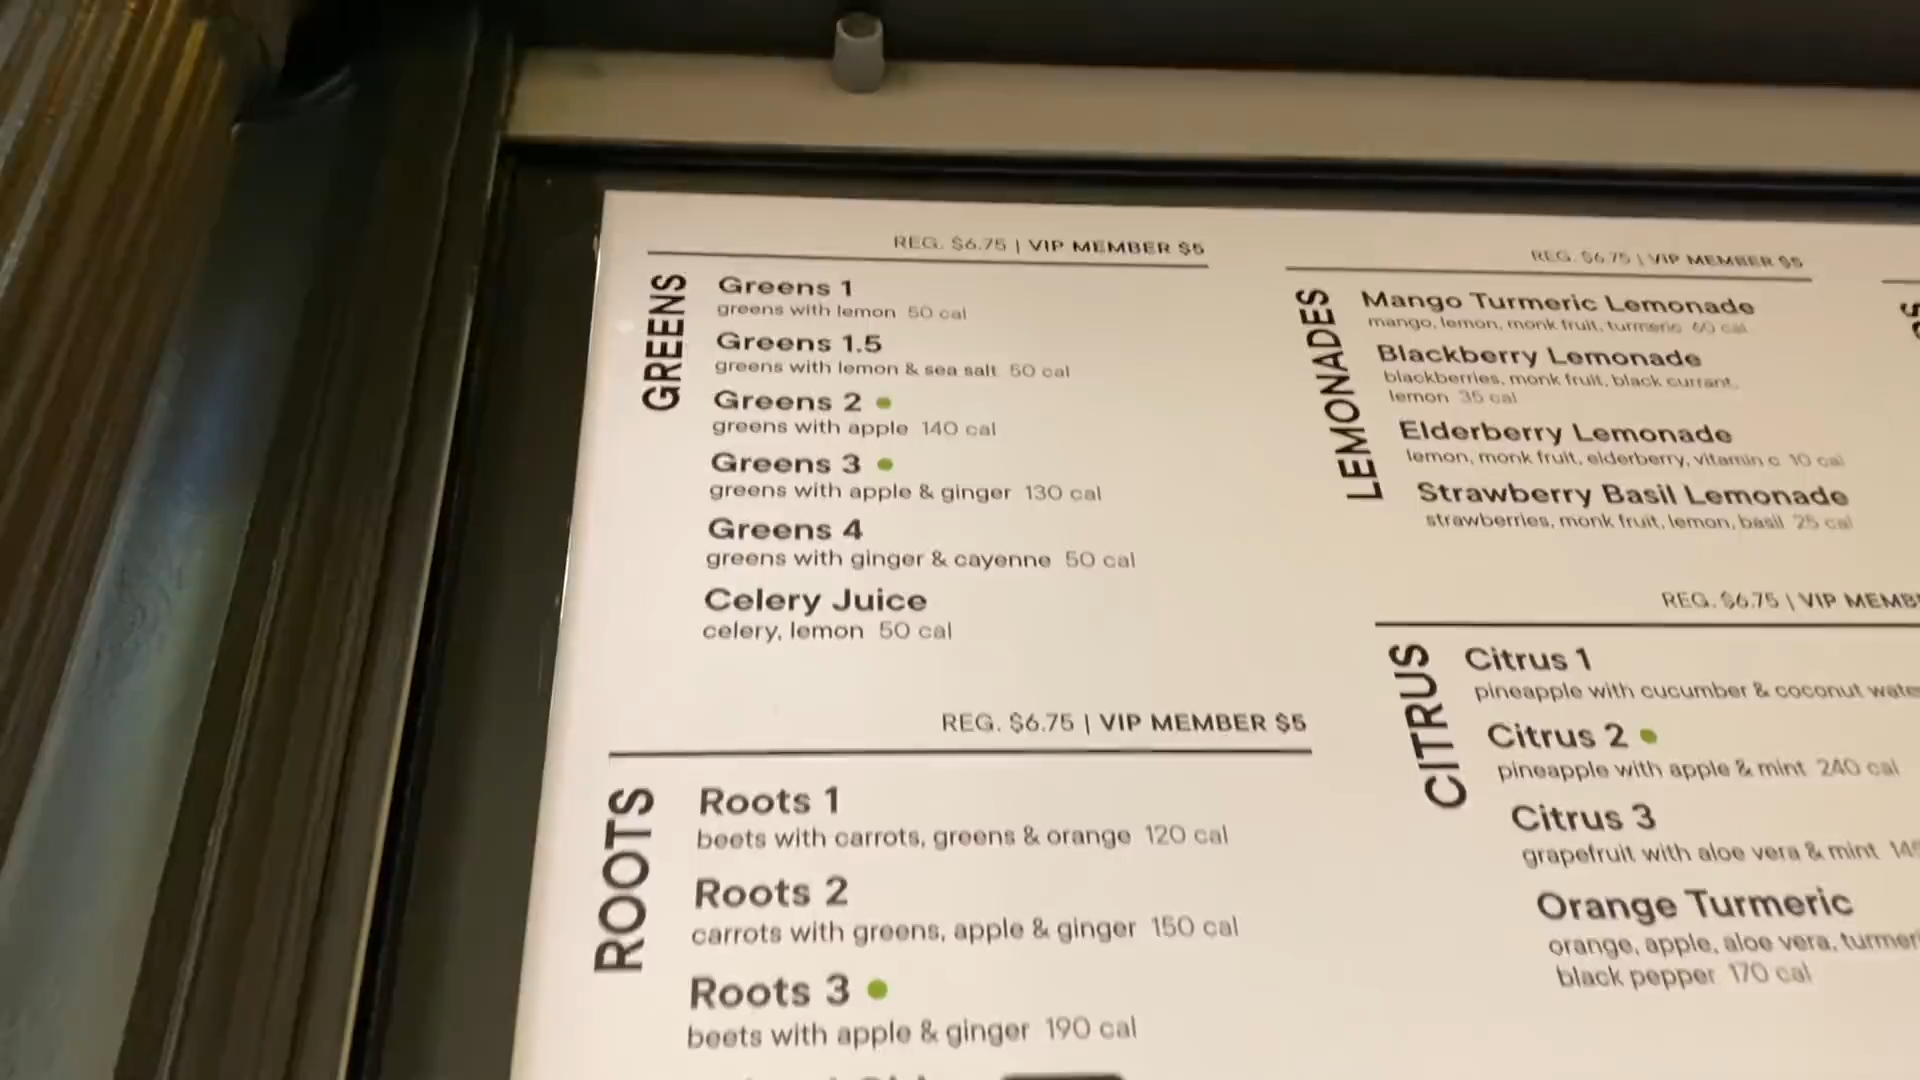 REG. $6.75 | VIP MEMBER $5
GREENS
Greens 1
greens with lemon 50 cal
Greens 1.5
greens with lemon & sea salt 50 cal
Greens 2
greens with apple 140 cal
Greens 3
greens with apple & ginger 130 cal
Greens 4
greens with ginger & cayenne 50 cal
Celery Juice
celery, lemon 50 cal
REG. $6.75 | VIP MEMBER $5
ROOTS
Roots 1
beets with carrots, greens & orange 120 cal
Roots 2
carrots with greens, apple & ginger 150 cal
Roots 3
beets with apple & ginger 190 cal
REG. $6.75 | VIP MEMBER $5
LEMONADES
Mango Turmeric Lemonade
mango, lemon, monk fruit, turmeric 60 cal
Blackberry Lemonade
blackberries, monk fruit, black currant,
lemon 35 cal
Elderberry Lemonade
lemon, monk fruit, elderberry, vitamin c 10 cal
Strawberry Basil Lemonade
strawberries, monk fruit, lemon, basil 25 cal
REG. $6.75 | VIP
CITRUS
Citrus 1
pineapple with cucumber & coconut
Citrus 2
pineapple with apple & mint 240 cal
Citrus 3
grapefruit with aloe vera & mint
Orange Turmeric
orange, apple, aloe vera,
black pepper 170 cal